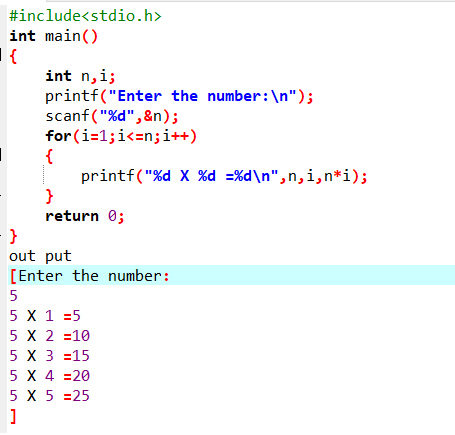 #include<stdio.h>
int main()
{
    int n,i;
    printf("Enter the number:\n");
    scanf("%d",&n);
    for(i=1;i<=n;i++)
    {
        printf("%d X %d =%d\n",n,i,n*i);
    }
    return 0;
}
out put
[Enter the number:
5
5 X 1 =5
5 X 2 =10
5 X 3 =15
5 X 4 =20
5 X 5 =25
]